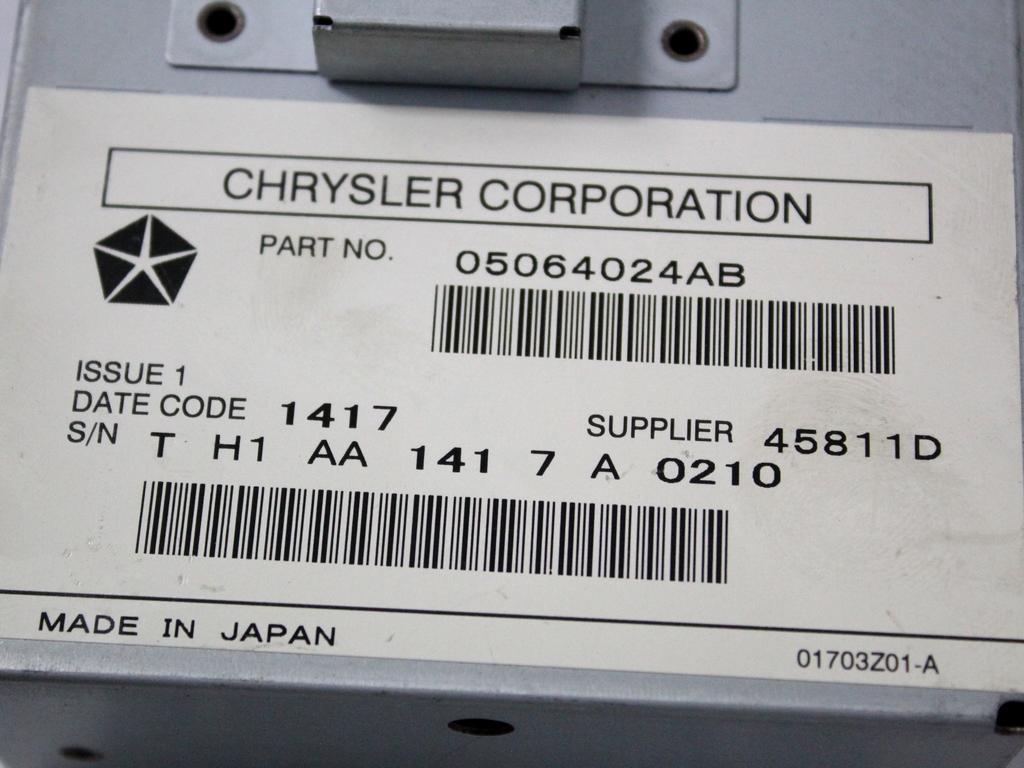 CHRYSLER CORPORATION
PART NO. 05064024AB
ISSUE 1
DATE CODE 1417 SUPPLIER 45811D
S/N T H1 AA 141 7 A 0210
MADE IN JAPAN
01703Z01-A